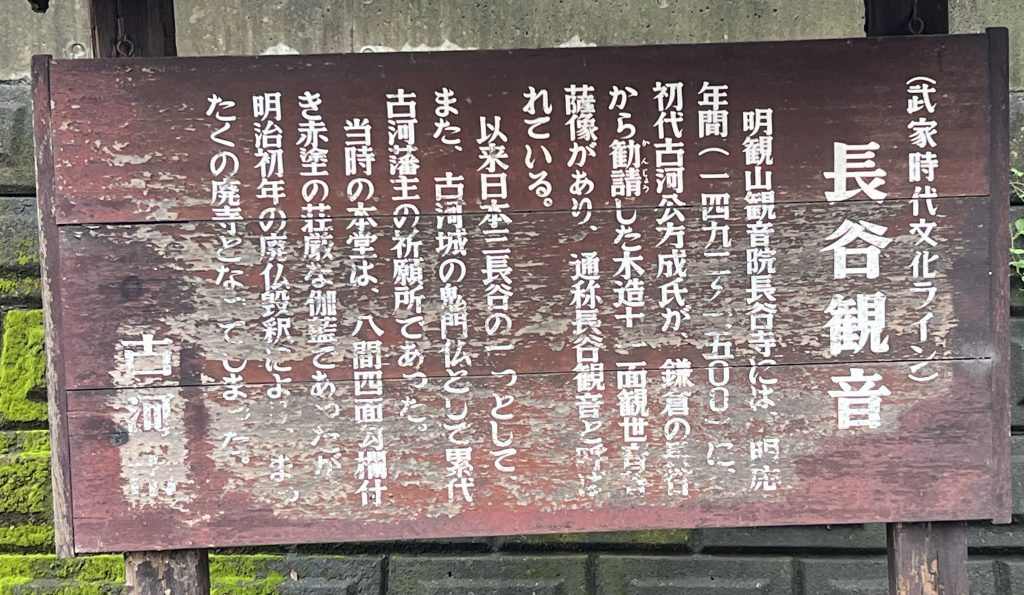 (武家時代文化ライン)
長谷観音
明観山観音院長谷寺には、明応
年間(一四九二〜一五〇〇)に、
初代古河公方成氏が、鎌倉の長谷
から勧請した木造十一面観世音菩
かんじょう
薩像があり、通称長谷観音と呼ば
れている。
以来日本三長谷の一つとして
また、古河城の鬼門仏として累代
古河藩主の祈願所であった。
当時の本堂は、八間四面勾欄付
き赤塗の荘厳な伽藍であったが
明治初年の廃仏毀釈により、まっ
たくの廃寺となってしまった。
古河